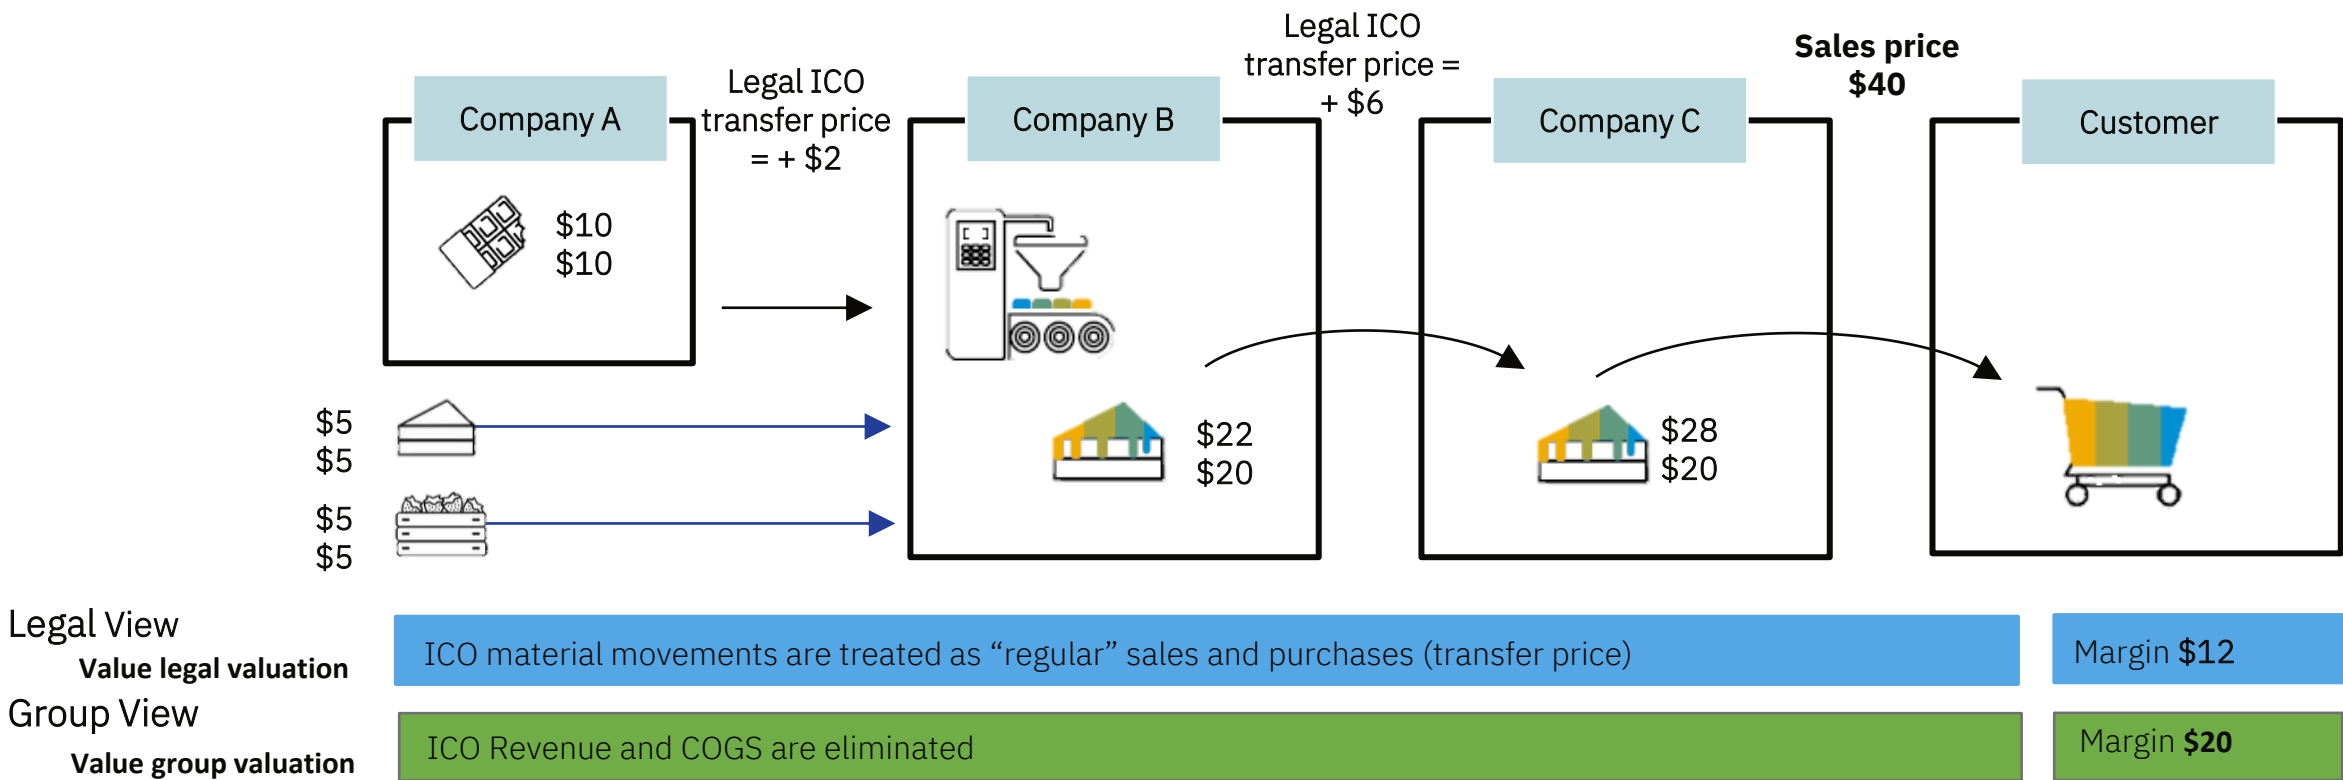 Legal ICO
transfer price
= + $2
Legal ICO
transfer price =
+ $6
Sales price
$40
Company A
Company B
Company C
Customer
$10
$10
$5
$5
$5
$5
$22
$20
$28
$20
Legal View
Value legal valuation
ICO material movements are treated as “regular” sales and purchases (transfer price)
Margin $12
Group View
Value group valuation
ICO Revenue and COGS are eliminated
Margin $20